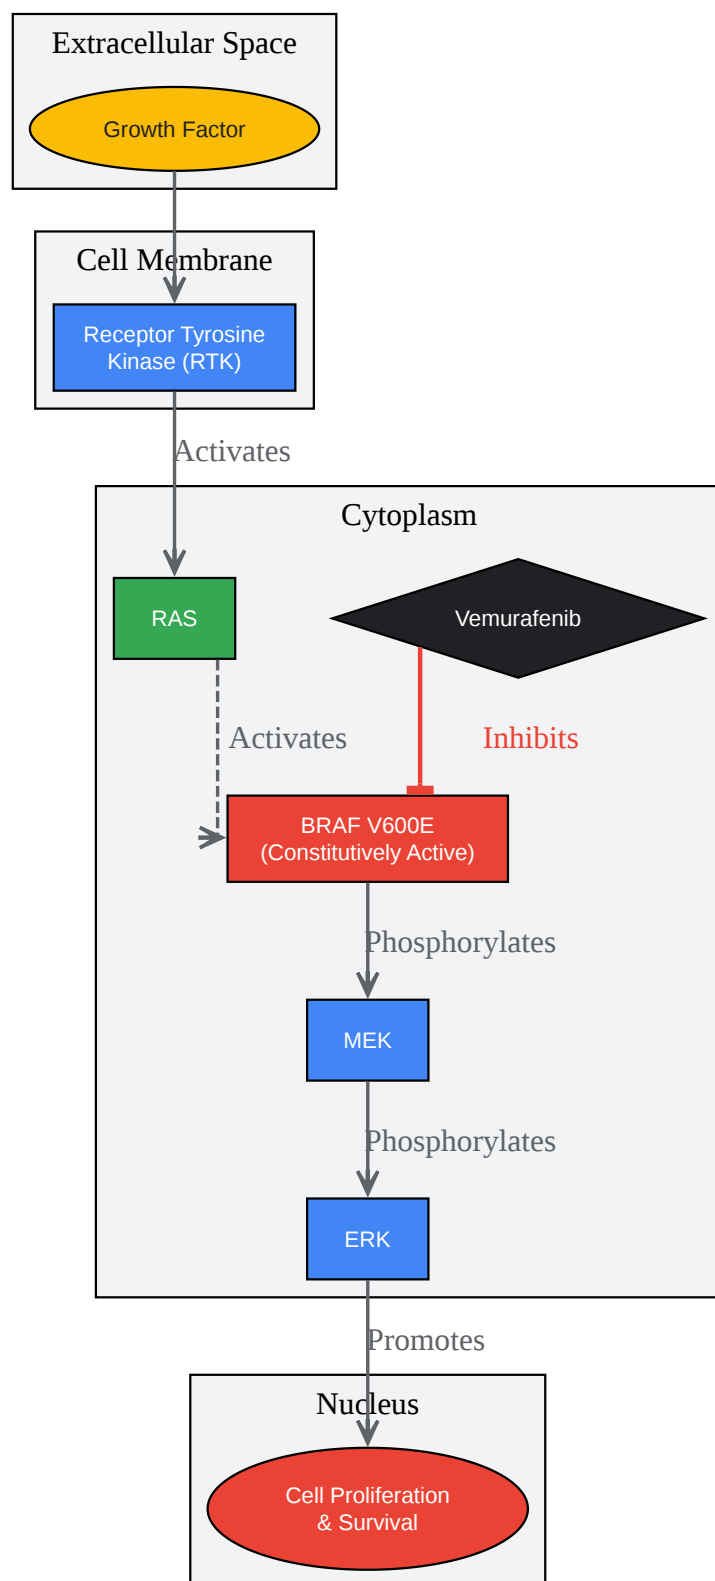 Extracellular Space
Growth Factor
Cell Membrane
Receptor Tyrosine
Kinase (RTK)
Activates
Cytoplasm
RAS
Vemurafenib
Activates
Inhibits
BRAF V600E
(Constitutively Active)
Phosphorylates
MEK
Phosphorylates
ERK
Promotes
Nucleus
Cell Proliferation
& Survival